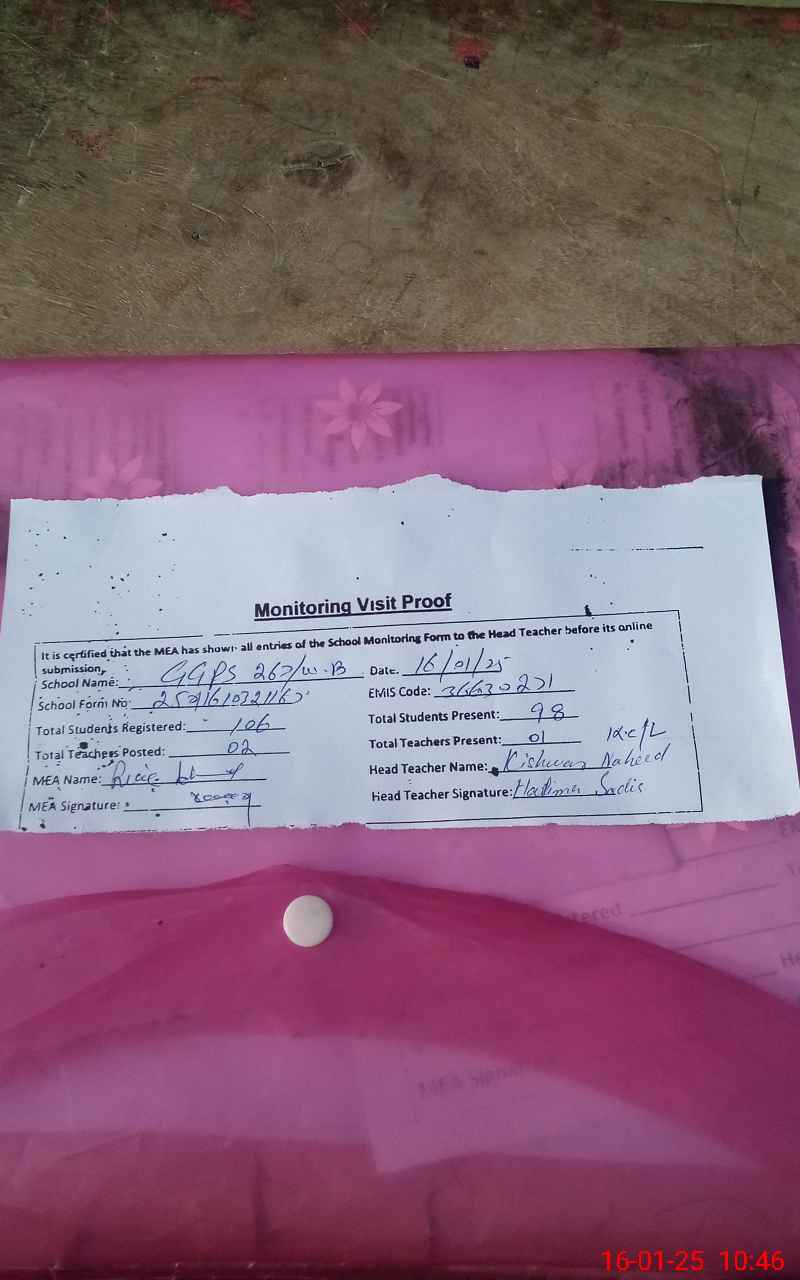 Monitoring Visit Proof
It is certified that the MEA has shown all entries of the School Monitoring Form to the Head Teacher before its online
submission.
School Name: GGPS 267/W.B Date. 16/01/25
School Form No: EMIS Code: 36630271
Total Students Registered: 106 Total Students Present: 98
Total Teachers Posted: 02 Total Teachers Present: 01
MEA Name: Head Teacher Name: Kishwar Naheed
MEA Signature: Head Teacher Signature: Halima Sadis
16-01-25 10:46